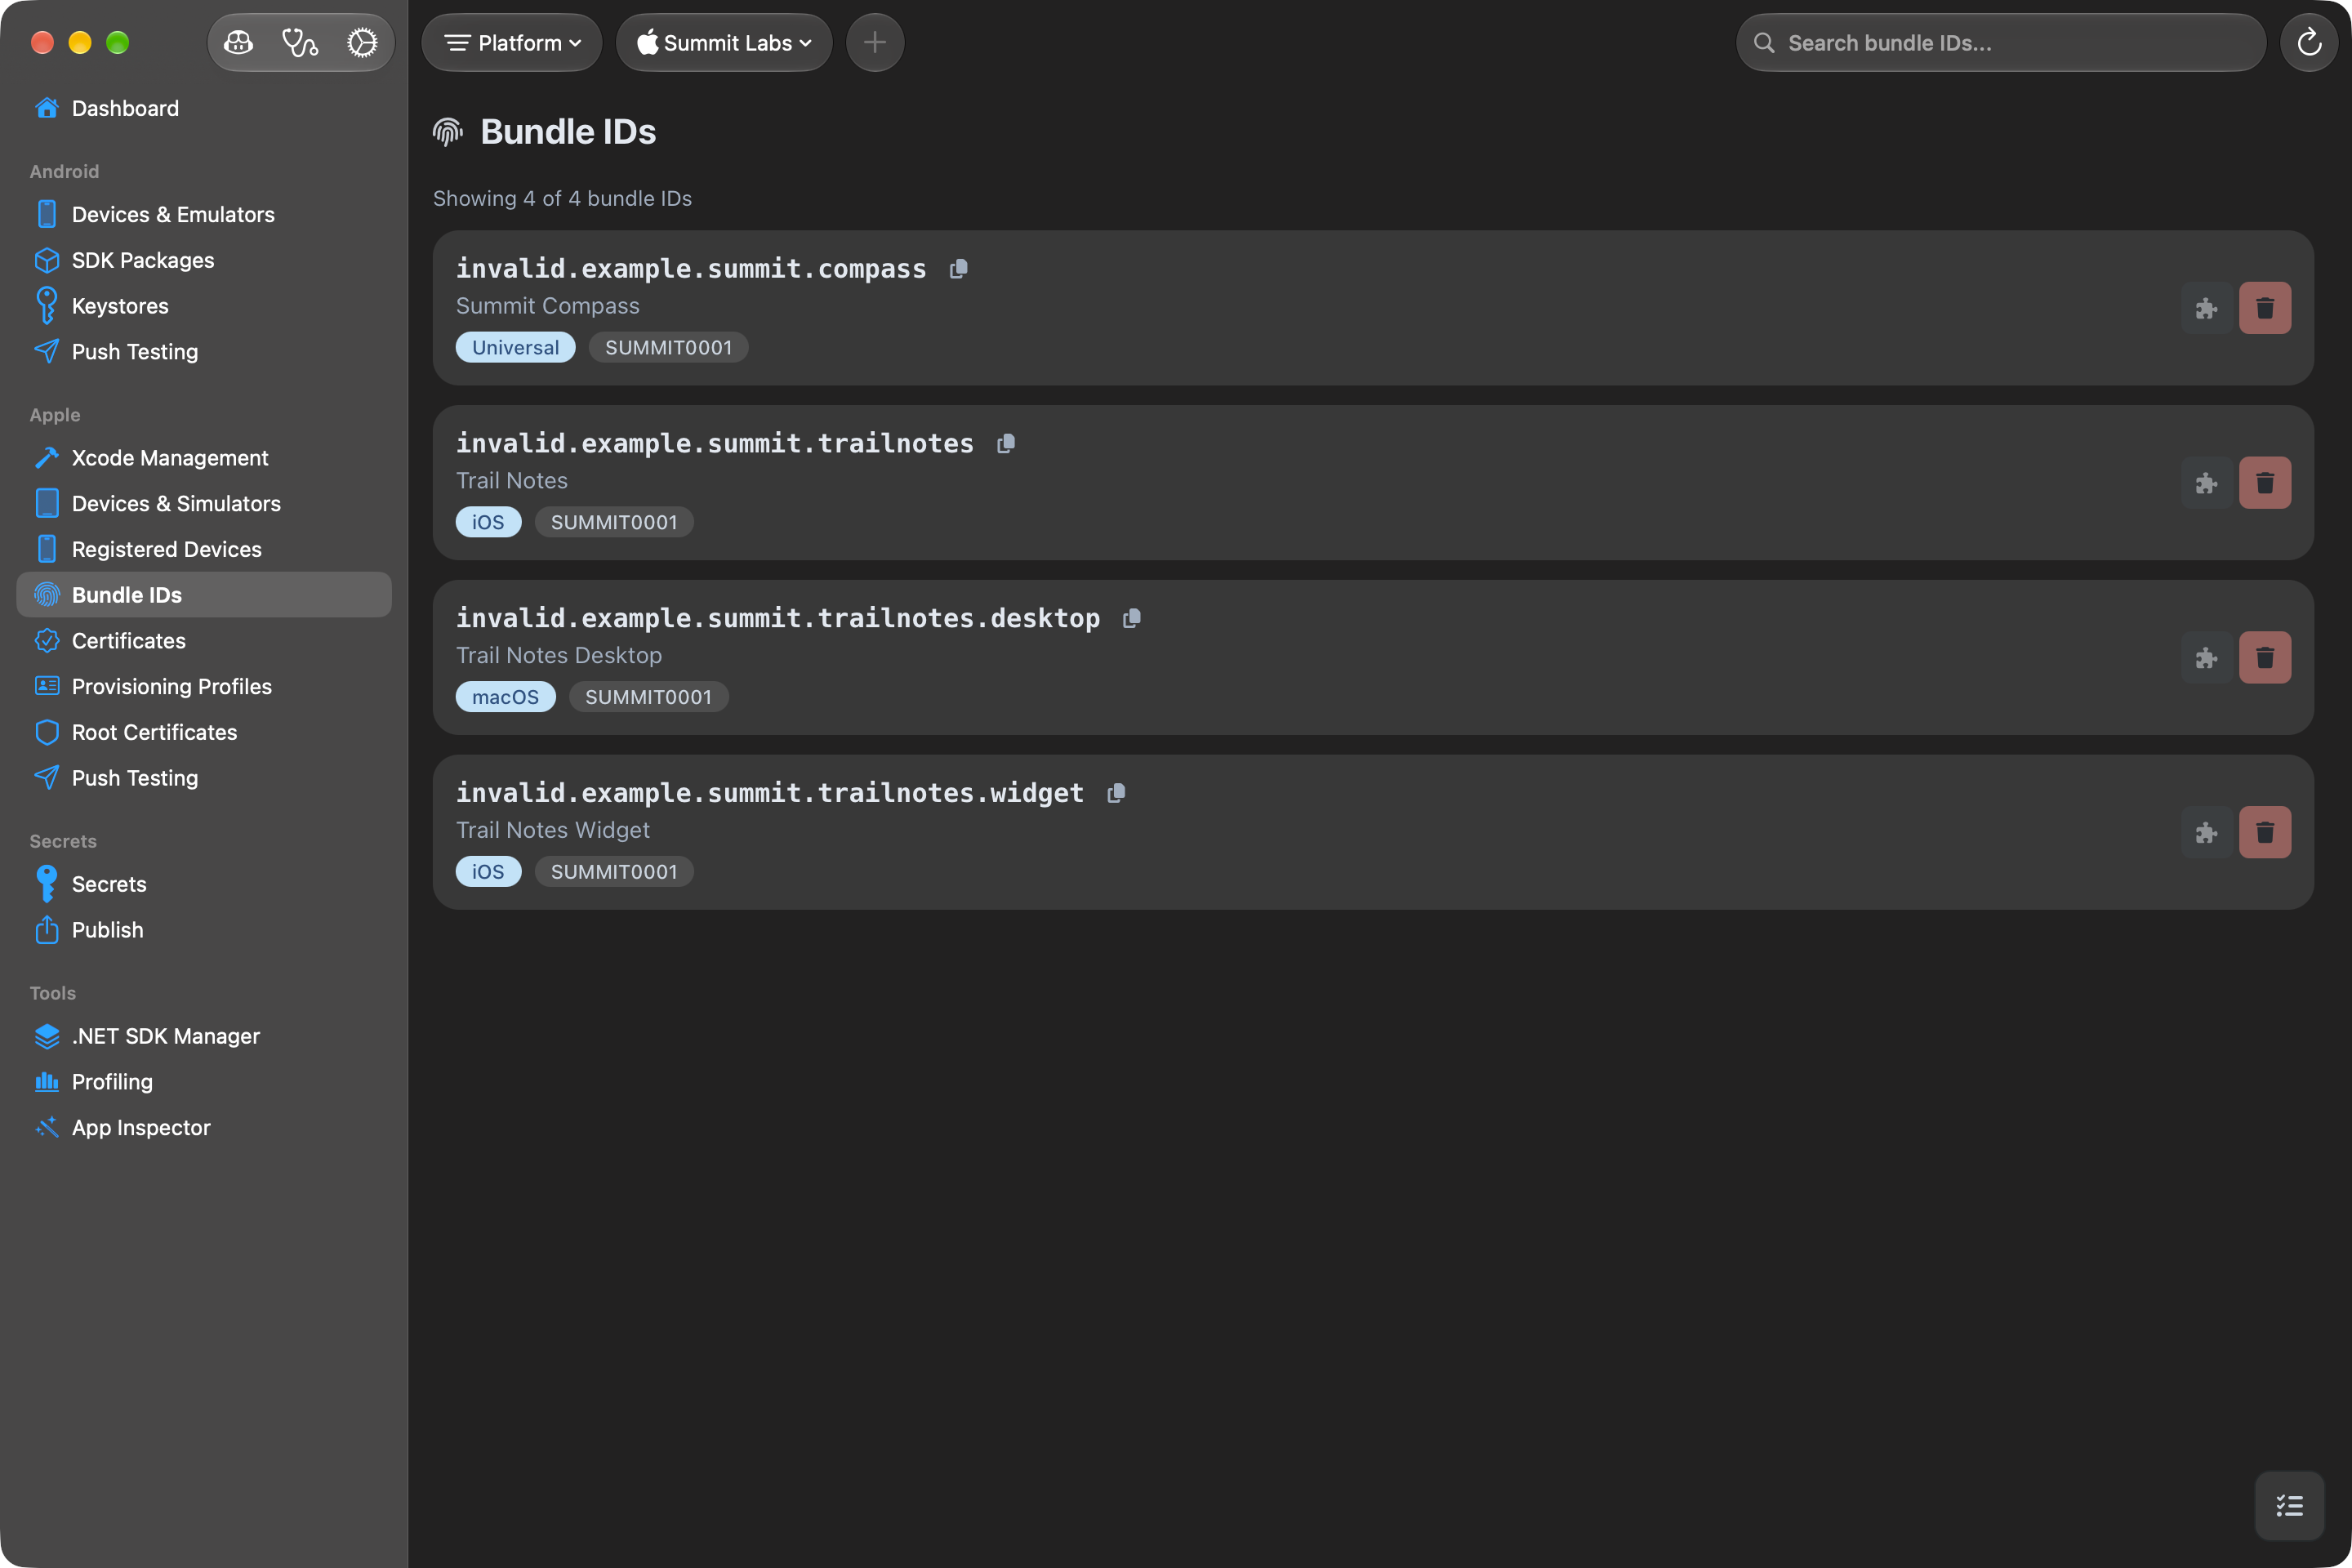 Platform
Summit Labs
Search bundle IDs...
Dashboard
Android
Devices & Emulators
SDK Packages
Keystores
Push Testing
Apple
Xcode Management
Devices & Simulators
Registered Devices
Bundle IDs
Certificates
Provisioning Profiles
Root Certificates
Push Testing
Secrets
Secrets
Publish
Tools
.NET SDK Manager
Profiling
App Inspector
Bundle IDs
Showing 4 of 4 bundle IDs
invalid.example.summit.compass
Summit Compass
Universal SUMMIT0001
invalid.example.summit.trailnotes
Trail Notes
iOS SUMMIT0001
invalid.example.summit.trailnotes.desktop
Trail Notes Desktop
macOS SUMMIT0001
invalid.example.summit.trailnotes.widget
Trail Notes Widget
iOS SUMMIT0001